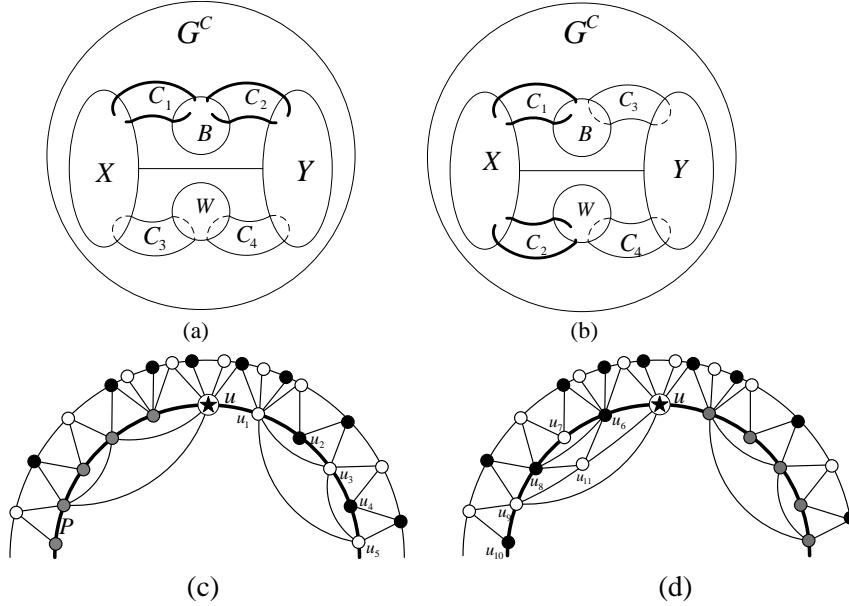 G^C
G^C
C_1 C_2
C_1 C_3
B
B
X Y
X Y
W
W
C_3 C_4
C_2 C_4
(a)
(b)
u
u_1
u_2
u_3
u_4
u_5
P
u
u_6
u_7
u_8
u_11
u_9
u_10
(c)
(d)